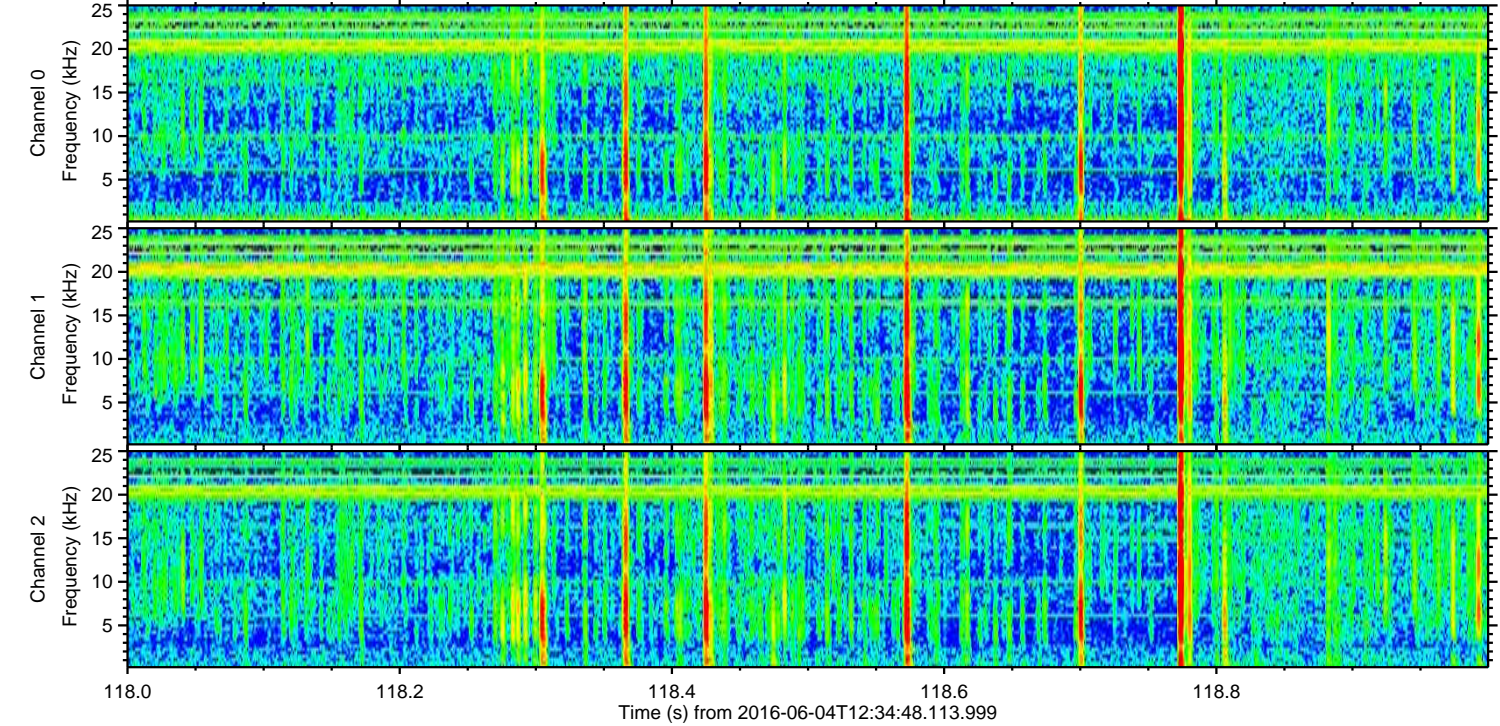 25
20
15
10
5
Channel 0
Frequency (kHz)
25
20
15
10
5
Channel 1
Frequency (kHz)
25
20
15
10
5
Channel 2
Frequency (kHz)
118.0 118.2 118.4 118.6 118.8
Time (s) from 2016-06-04T12:34:48.113.999